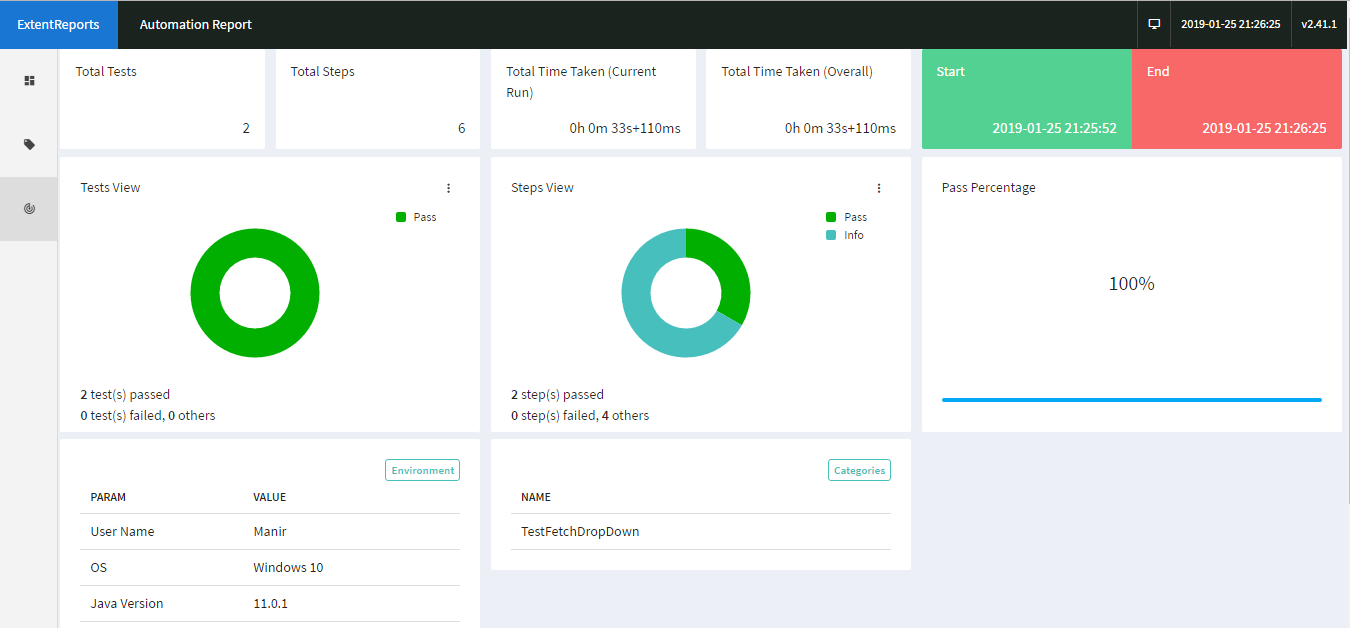 ExtentReports
Automation Report
2019-01-25 21:26:25
v2.41.1
Total Tests
2
Total Steps
6
Total Time Taken (Current
Run)
0h 0m 33s+110ms
Total Time Taken (Overall)
0h 0m 33s+110ms
Start
2019-01-25 21:25:52
End
2019-01-25 21:26:25
Tests View
Pass
2 test(s) passed
0 test(s) failed, 0 others
Steps View
Pass
Info
2 step(s) passed
0 step(s) failed, 4 others
Pass Percentage
100%
Environment
PARAM VALUE
User Name Manir
OS Windows 10
Java Version 11.0.1
Categories
NAME
TestFetchDropDown